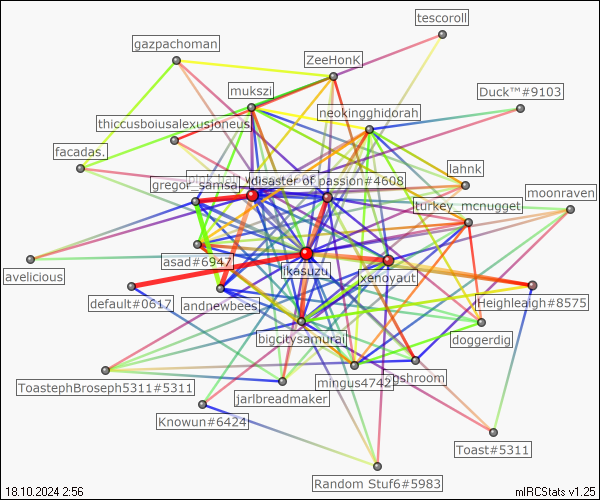 tescoroll
gazpachoman
ZeeHonK
mukszi
Duck™#9103
neokingghidorah
thiccusboiusalexusjoneus
facadas.
lahnk
disaster of passion#4608
gregor_samsa
moonraven
turkey_mcnugget
asad#6947
ikasuzu
avelicious
xenoyaut
default#0617
andnewbees
Heighleaigh#8575
bigcitysamurai
doggerdig
ToastephBroseph5311#5311
mingus4742
gshroom
jarlbreadmaker
Knowun#6424
Toast#5311
Random Stuf6#5983
18.10.2024 2:56
mIRCStats v1.25